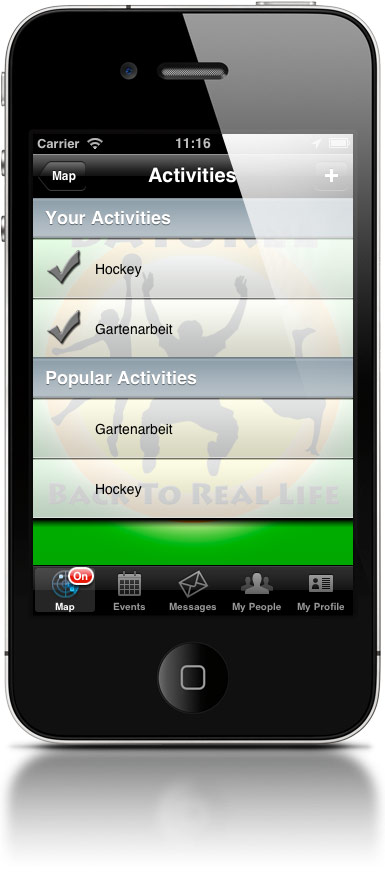 Carrier
11:16
Map
Activities
+
Your Activities
Hockey
Gartenarbeit
Popular Activities
Gartenarbeit
Hockey
BACK TO REAL LIFE
On
Map
Events
Messages
My People
My Profile